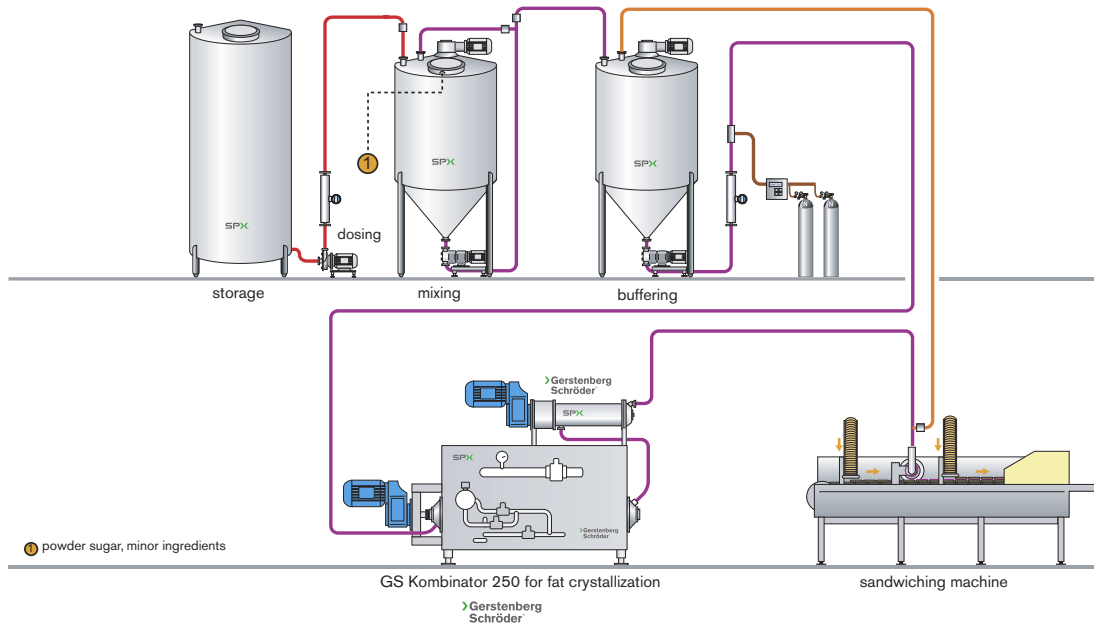 1
SPX
SPX
SPX
N
N
dosing
storage
mixing
buffering
Gerstenberg
Schröder
SPX
SPX
Gerstenberg
Schröder
1 powder sugar, minor ingredients
GS Kombinator 250 for fat crystallization
sandwiching machine
Gerstenberg
Schröder